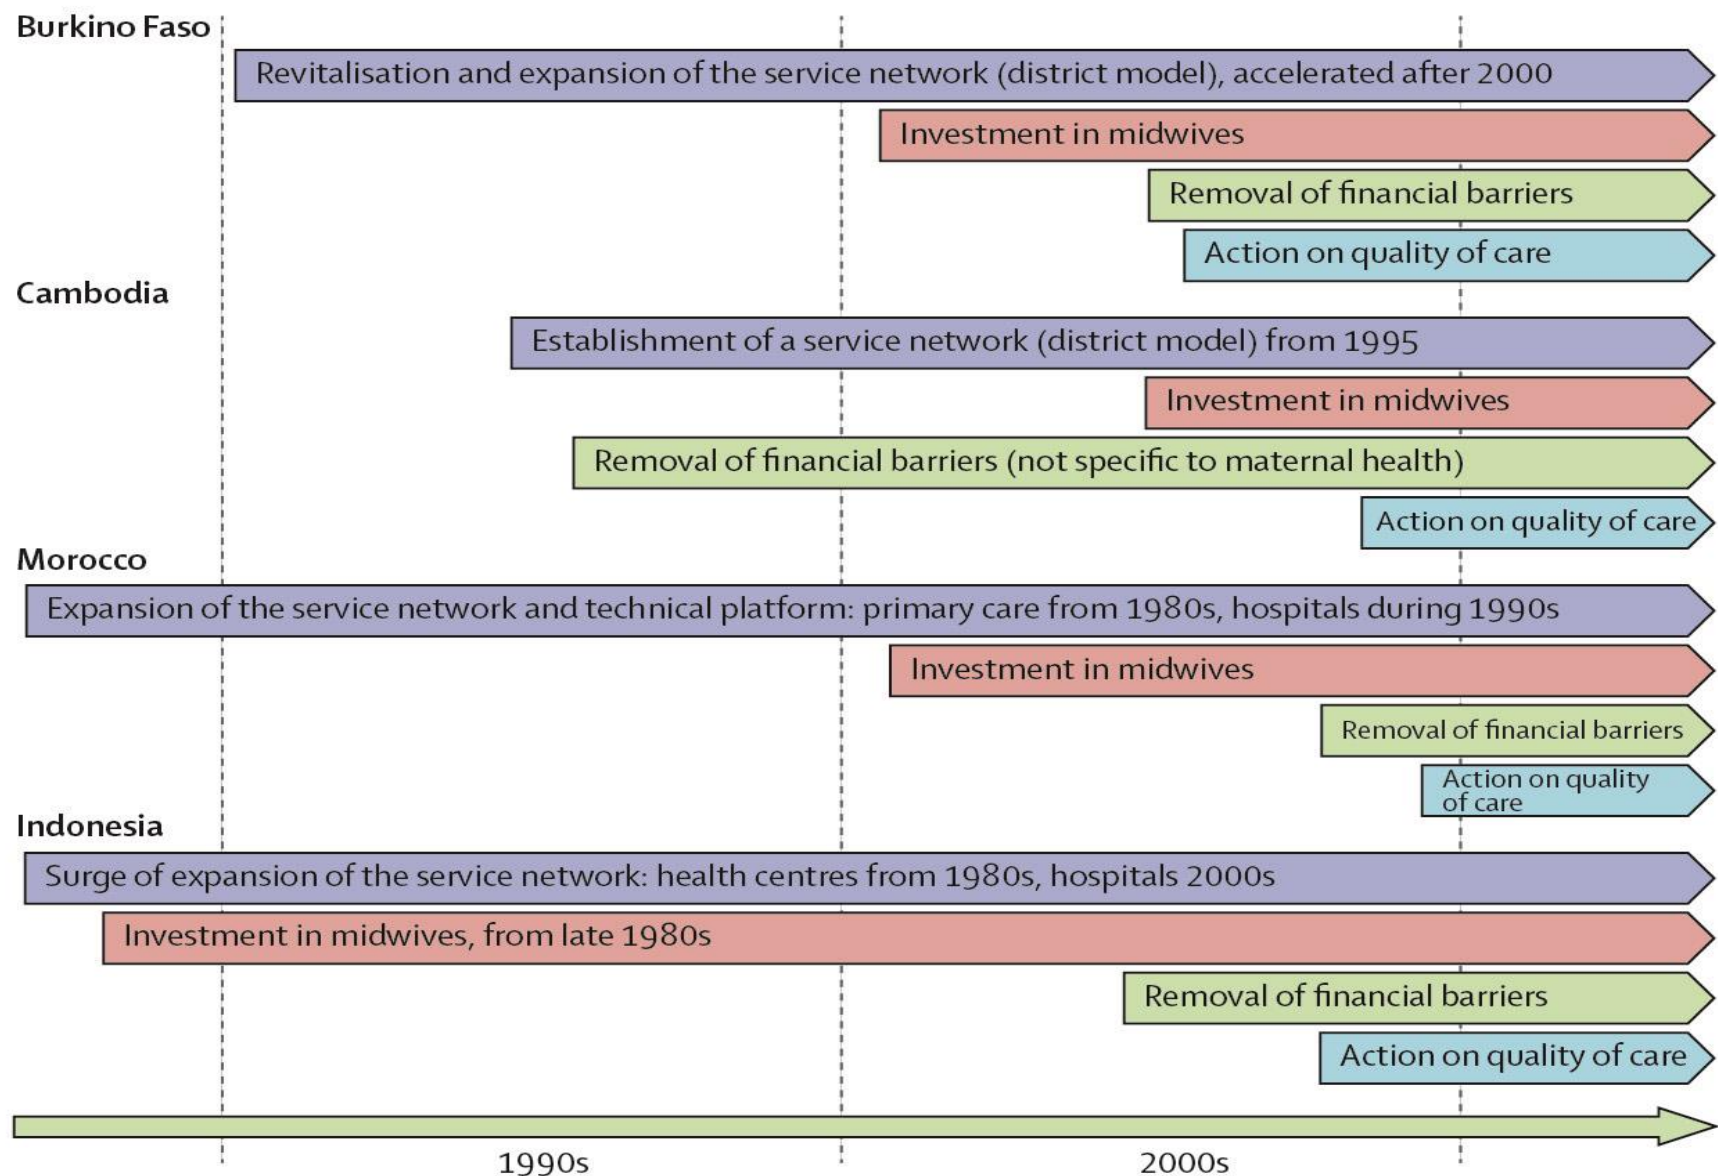 Burkino Faso
Revitalisation and expansion of the service network (district model), accelerated after 2000
Investment in midwives
Removal of financial barriers
Action on quality of care
Cambodia
Establishment of a service network (district model) from 1995
Investment in midwives
Removal of financial barriers (not specific to maternal health)
Action on quality of care
Morocco
Expansion of the service network and technical platform: primary care from 1980s, hospitals during 1990s
Investment in midwives
Removal of financial barriers
Action on quality
of care
Indonesia
Surge of expansion of the service network: health centres from 1980s, hospitals 2000s
Investment in midwives, from late 1980s
Removal of financial barriers
Action on quality of care
1990s
2000s